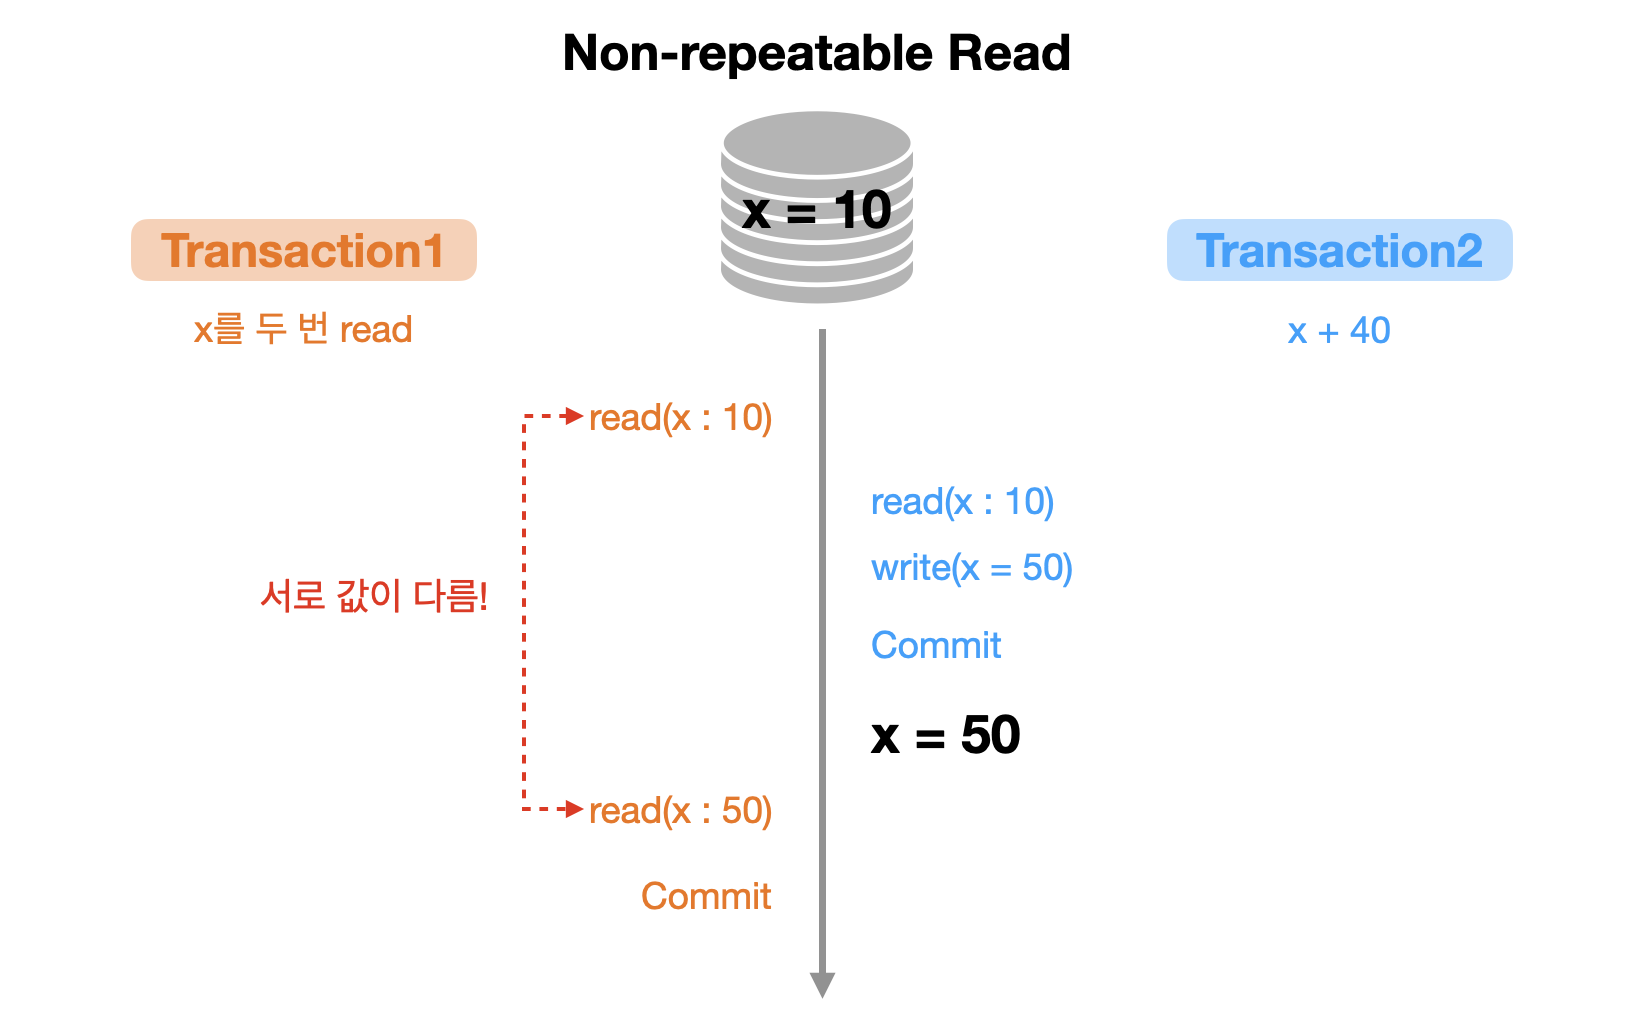 Non-repeatable Read
x = 10
Transaction1
Transaction2
x를 두 번 read
x + 40
read(x : 10)
read(x : 10)
write(x = 50)
서로 값이 다름!
Commit
x = 50
read(x : 50)
Commit